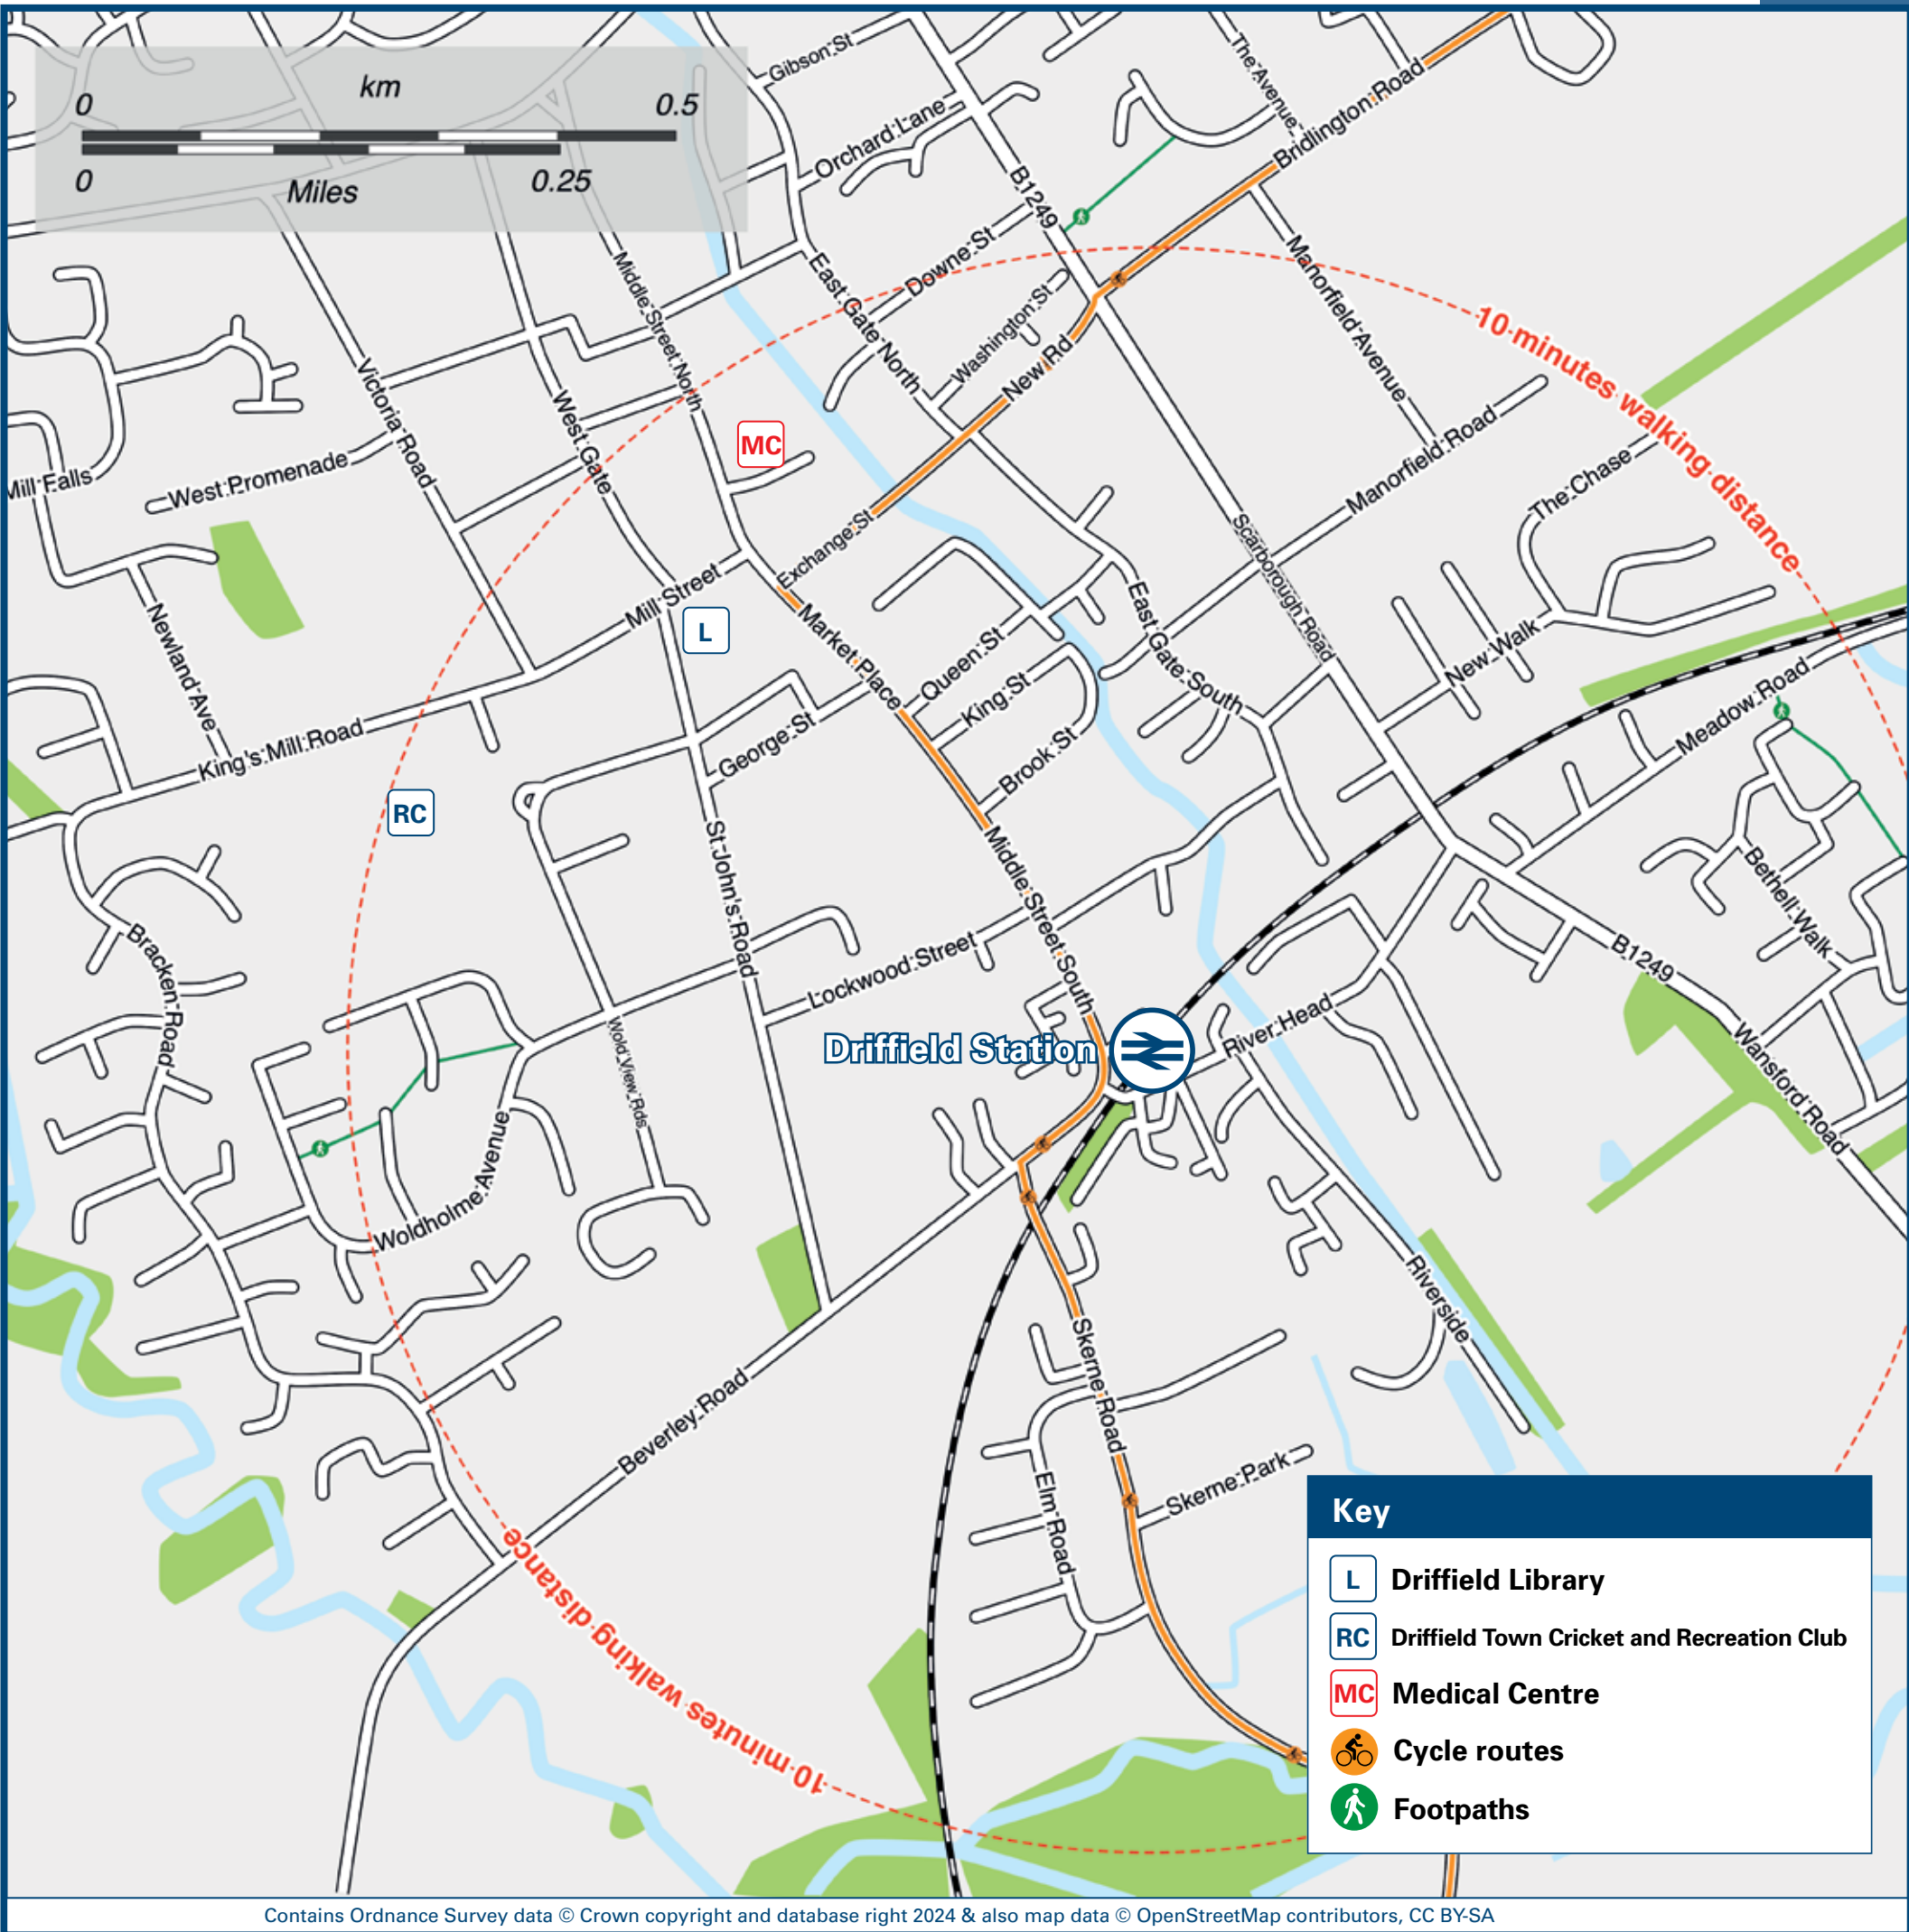 km
0
0.5
0
0.25
Miles
Gibson St
The Avenue
Bridlington Road
Orchard Lane
B1249
Downe St
Middle Street North
East Gate North
Washington St
Manorfield Avenue
10 minutes walking distance
New Rd
Victoria Road
West Gate
MC
Manorfield Road
The Chase
West Promenade
Mill Falls
Exchange St
Scarborough Road
Mill Street
L
Newland Ave
Market Place
East Gate South
Queen St
New Walk
King St
Meadow Road
George St
King's Mill Road
Brook St
RC
St John's Road
Middle Street South
Bethell Walk
Bracken Road
Lockwood Street
B1249
Driffield Station
River Head
Wold View Rds
Wansford Road
Woldholme Avenue
Riverside
Skerne Road
Beverley Road
Skerne Park
Elm Road
10 minutes walking distance
Key
L Driffield Library
RC Driffield Town Cricket and Recreation Club
MC Medical Centre
Cycle routes
Footpaths
Contains Ordnance Survey data © Crown copyright and database right 2024 & also map data © OpenStreetMap contributors, CC BY-SA